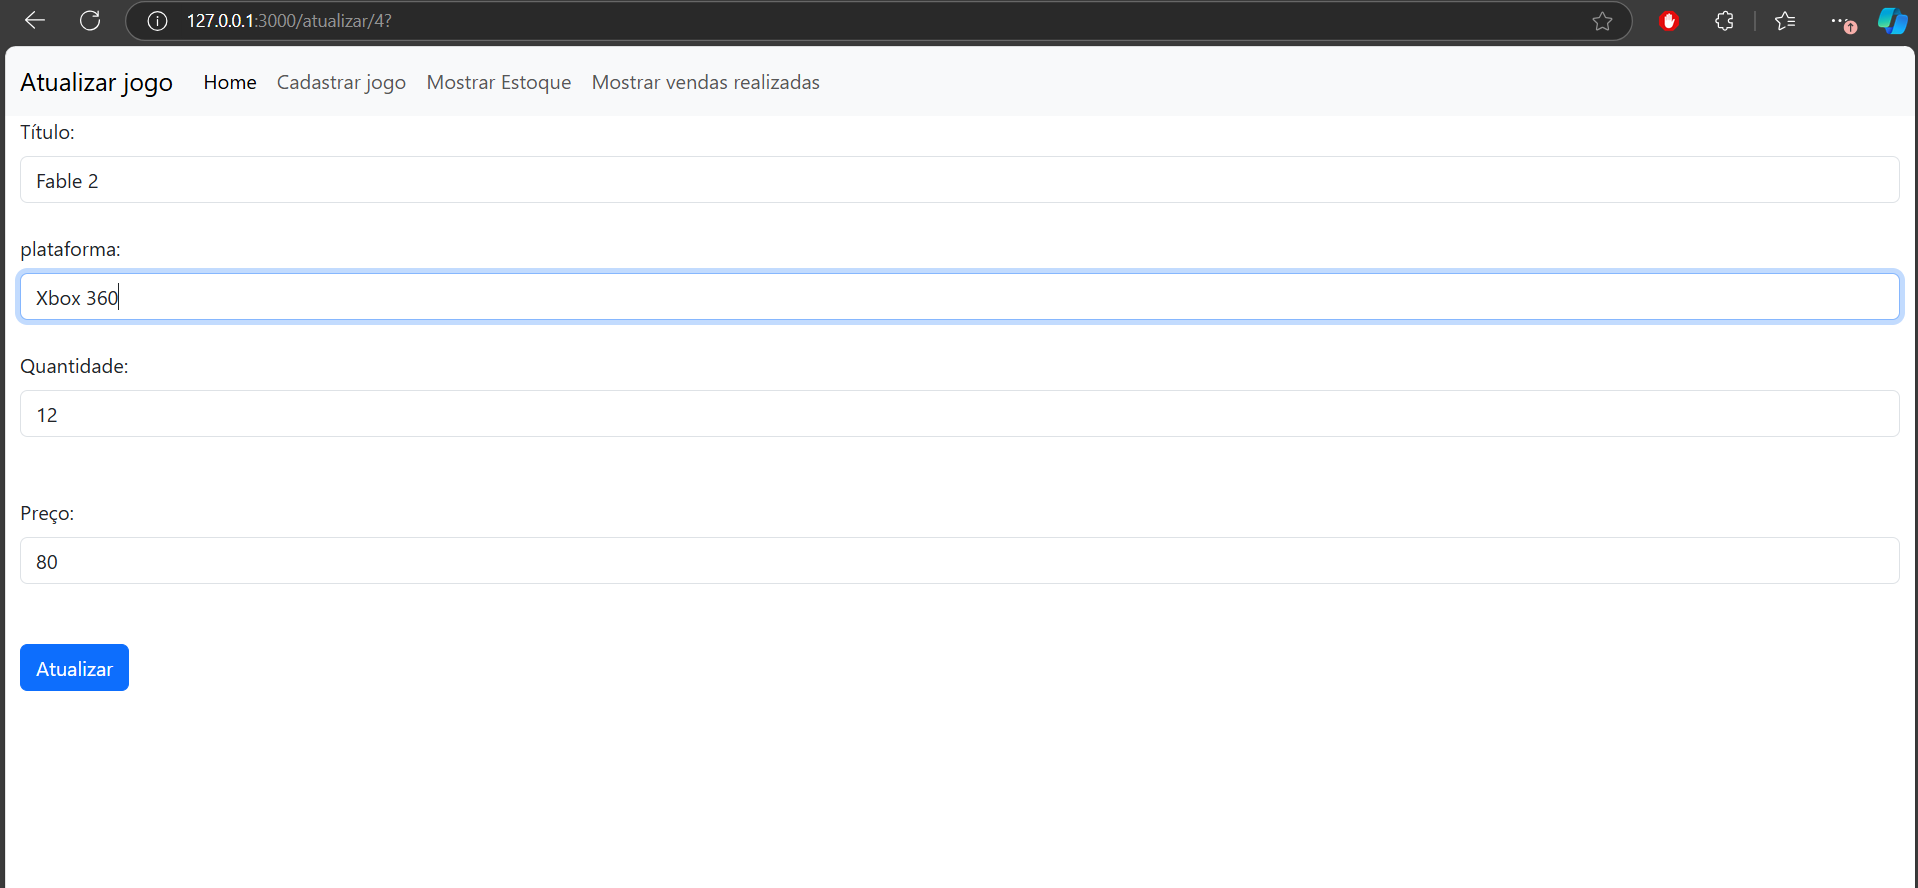 127.0.0.1:3000/atualizar/4?
Atualizar jogo Home Cadastrar jogo Mostrar Estoque Mostrar vendas realizadas
Título:
Fable 2
plataforma:
Xbox 360
Quantidade:
12
Preço:
80
Atualizar